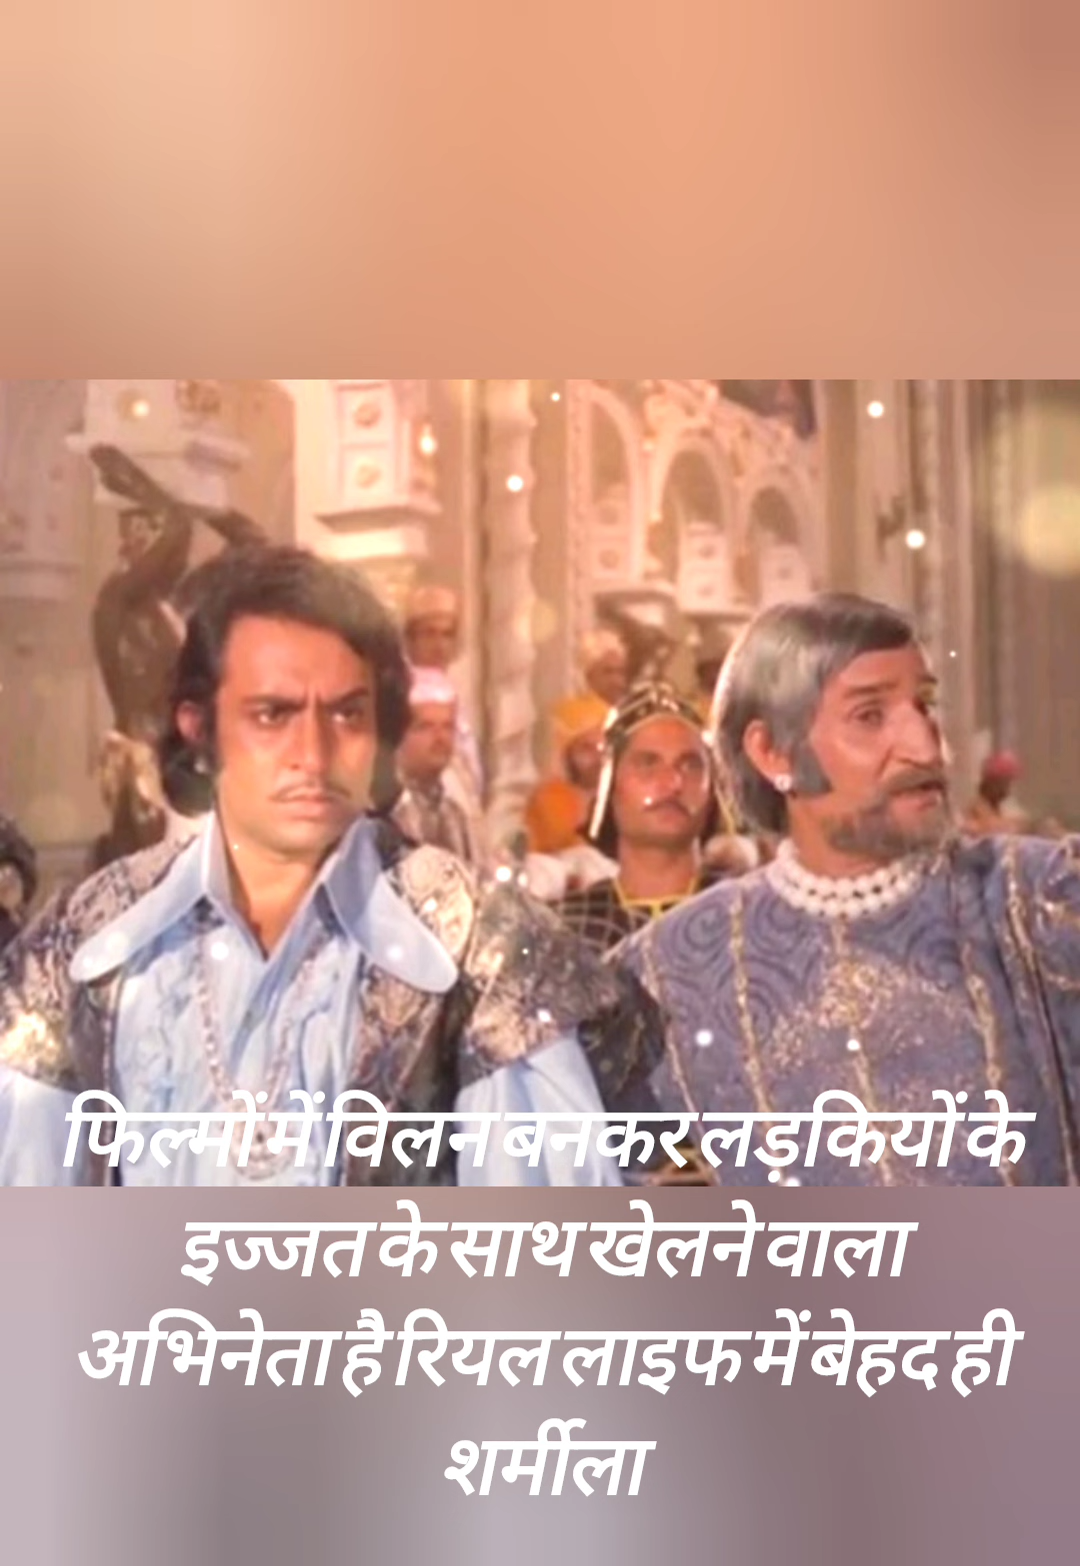 फिल्मों में विलन बनकर लड़कियों के
इज्जत के साथ खेलने वाला
अभिनेता है रियल लाइफ में बेहद ही
शर्मीला